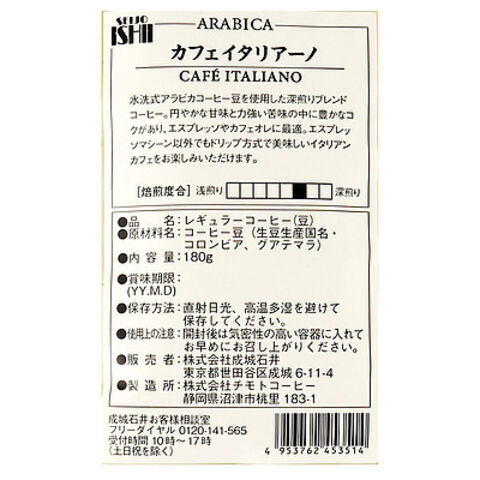 SEIJO
ISHII
ARABICA
カフェイタリアーノ
CAFÉ ITALIANO
水洗式アラビカコーヒー豆を使用した深煎りブレンド
コーヒー。円やかな甘味と力強い苦味の中に豊かなコ
クがあり、エスプレッソやカフェオレに最適。エスプレッ
ソマシーン以外でもドリップ方式で美味しいイタリアン
カフェをお楽しみいただけます。
[焙煎度合] 浅煎り 深煎り
●品名：レギュラーコーヒー(豆)
●原材料名：コーヒー豆（生豆生産国名・
コロンビア、グアテマラ）
●内容量：180g
●賞味期限：
(YY.M.D)
●保存方法：直射日光、高温多湿を避けて
保存してください。
●使用上の注意：開封後は気密性の高い容器に入れて
お早めにお召し上がりください。
●販売者：株式会社成城石井
東京都世田谷区成城 6-11-4
●製造所：株式会社チモトコーヒー
静岡県沼津市桃里 183-1
成城石井お客様相談室
フリーダイヤル 0120-141-565
受付時間 10時～17時
(土日祝を除く)
4 953762 453514